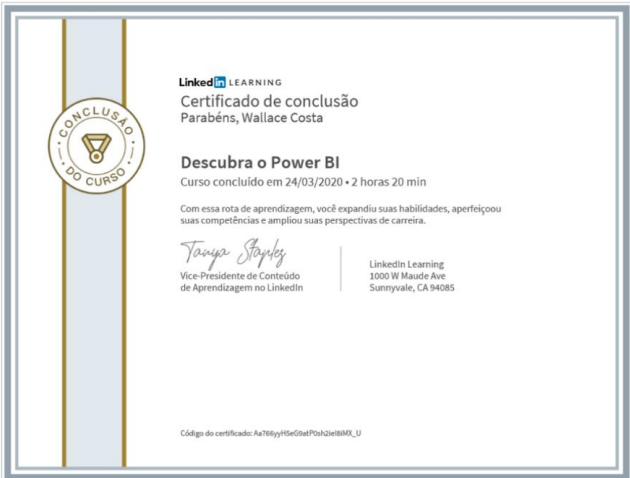 LinkedIn LEARNING
Certificado de conclusão
Parabéns, Wallace Costa
CONCLUSÃO
DO CURSO
Descubra o Power BI
Curso concluído em 24/03/2020 • 2 horas 20 min
Com essa rota de aprendizagem, você expandiu suas habilidades, aperfeiçoou
suas competências e ampliou suas perspectivas de carreira.
Tanya Staples
Vice-Presidente de Conteúdo
de Aprendizagem no LinkedIn
LinkedIn Learning
1000 W Maude Ave
Sunnyvale, CA 94085
Código do certificado: